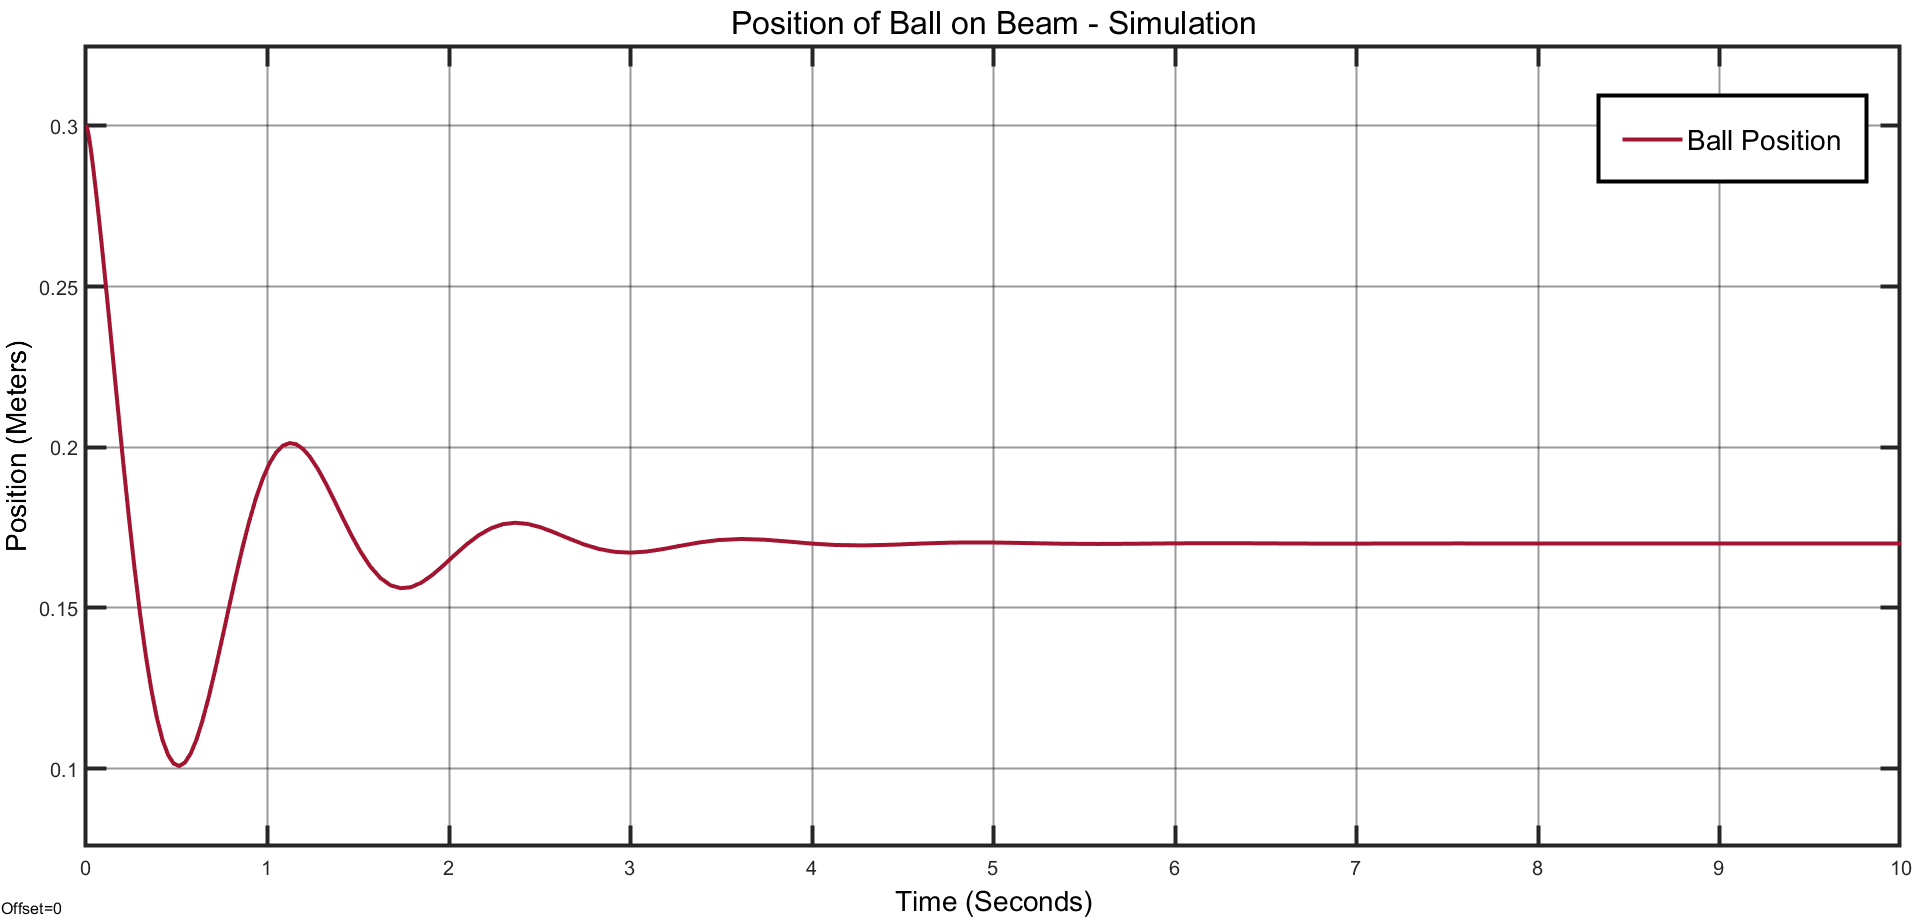 Position of Ball on Beam - Simulation
Ball Position
Position (Meters)
0.3
0.25
0.2
0.15
0.1
0 1 2 3 4 5 6 7 8 9 10
Time (Seconds)
Offset=0